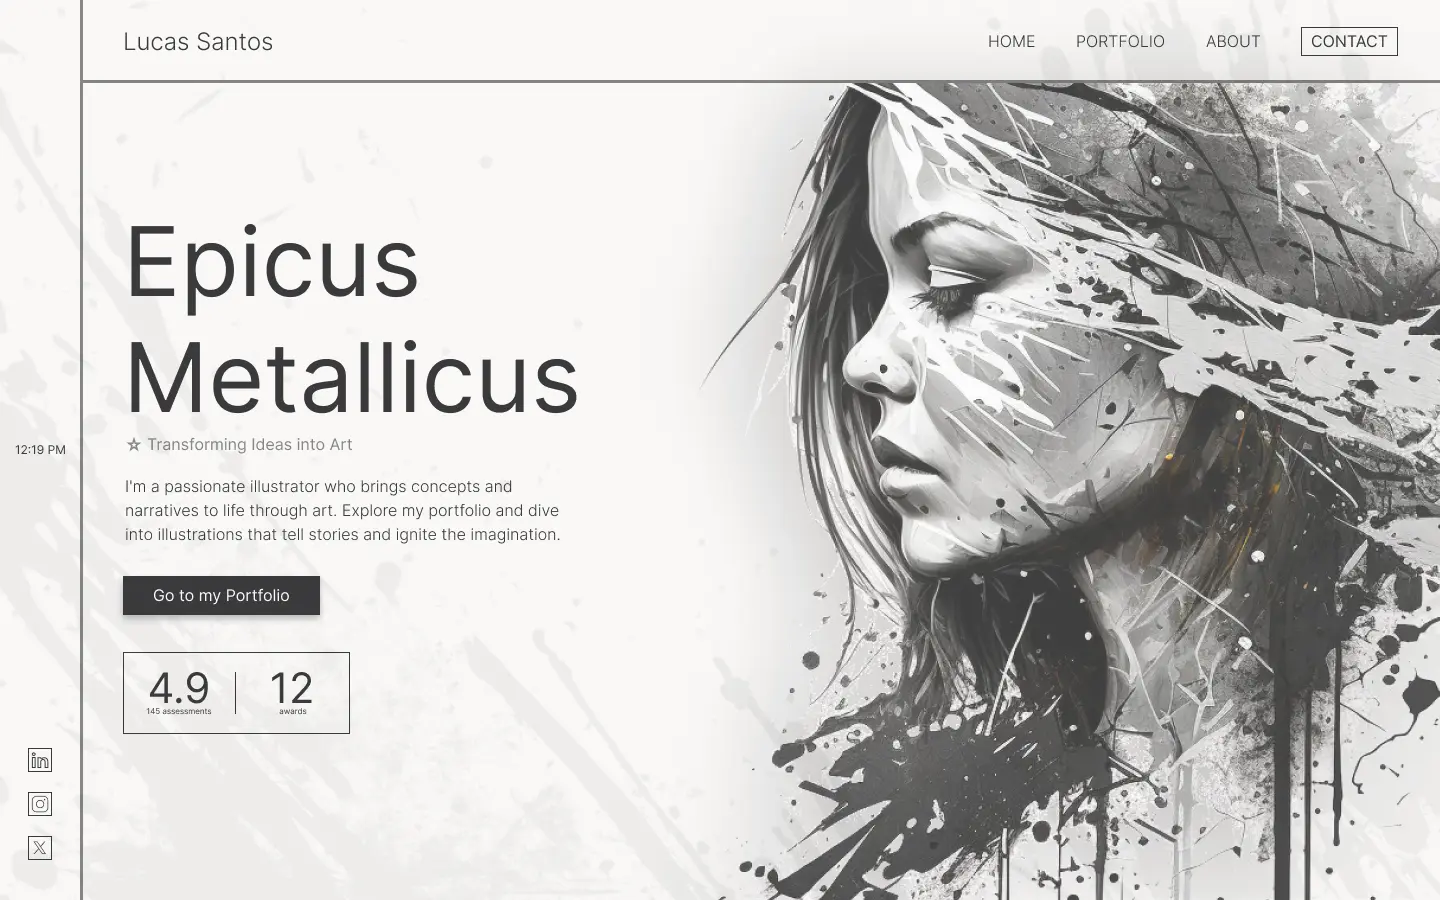 Lucas Santos
HOME
PORTFOLIO
ABOUT
CONTACT
Epicus
Metallicus
Transforming Ideas into Art
12:19 PM
I'm a passionate illustrator who brings concepts and
narratives to life through art. Explore my portfolio and dive
into illustrations that tell stories and ignite the imagination.
Go to my Portfolio
4.9
145 assessments
12
awards
in
X